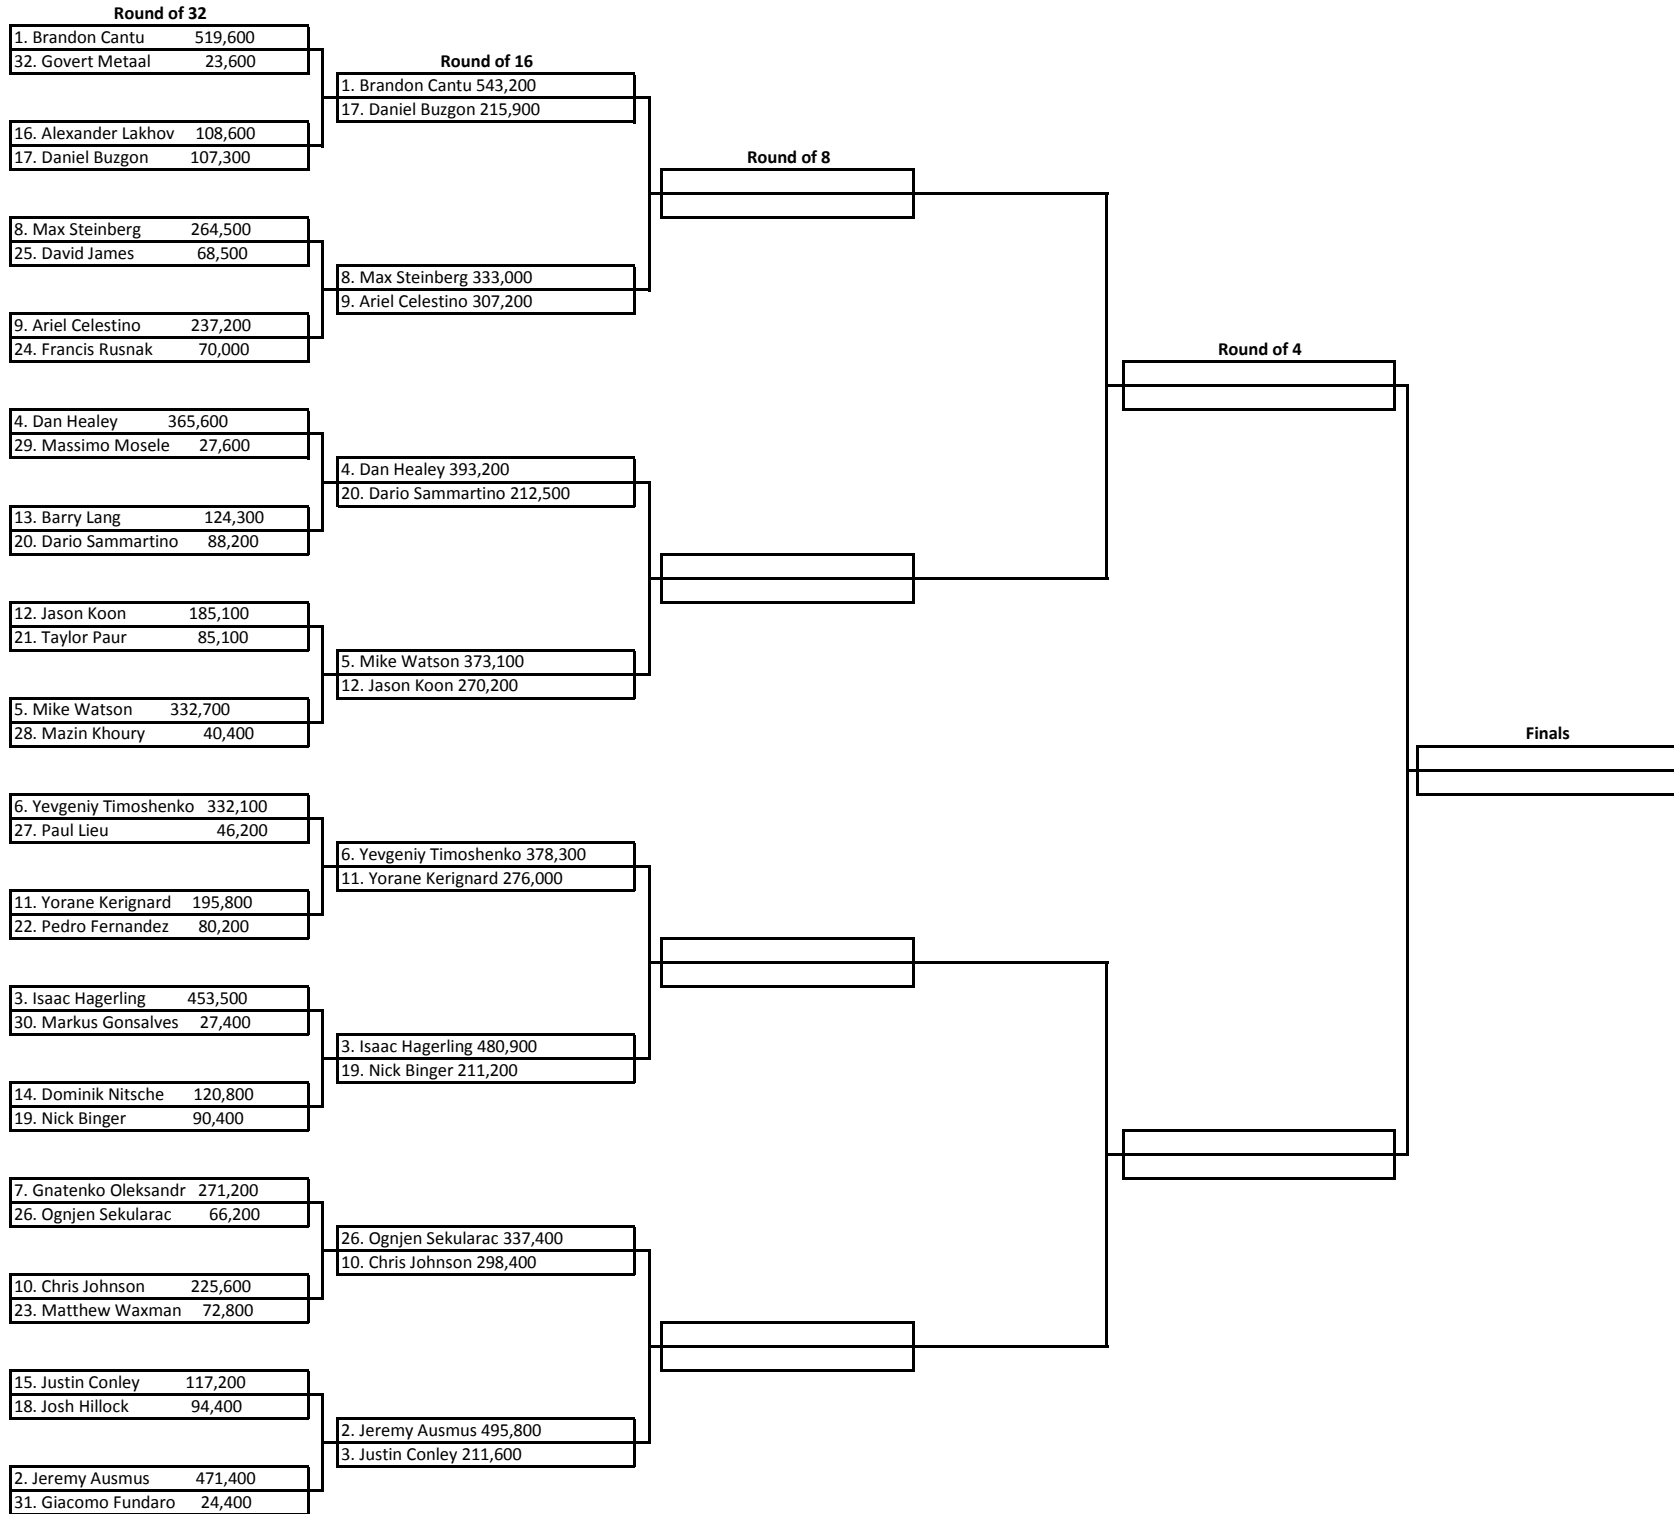 Round of 32
1. Brandon Cantu 519,600
32. Govert Metaal 23,600
16. Alexander Lakhov 108,600
17. Daniel Buzgon 107,300
8. Max Steinberg 264,500
25. David James 68,500
9. Ariel Celestino 237,200
24. Francis Rusnak 70,000
4. Dan Healey 365,600
29. Massimo Mosele 27,600
13. Barry Lang 124,300
20. Dario Sammartino 88,200
12. Jason Koon 185,100
21. Taylor Paur 85,100
5. Mike Watson 332,700
28. Mazin Khoury 40,400
6. Yevgeniy Timoshenko 332,100
27. Paul Lieu 46,200
11. Yorane Kerignard 195,800
22. Pedro Fernandez 80,200
3. Isaac Hagerling 453,500
30. Markus Gonsalves 27,400
14. Dominik Nitsche 120,800
19. Nick Binger 90,400
7. Gnatenko Oleksandr 271,200
26. Ognjen Sekularac 66,200
10. Chris Johnson 225,600
23. Matthew Waxman 72,800
15. Justin Conley 117,200
18. Josh Hillock 94,400
2. Jeremy Ausmus 471,400
31. Giacomo Fundaro 24,400
Round of 16
1. Brandon Cantu 543,200
17. Daniel Buzgon 215,900
8. Max Steinberg 333,000
9. Ariel Celestino 307,200
4. Dan Healey 393,200
20. Dario Sammartino 212,500
5. Mike Watson 373,100
12. Jason Koon 270,200
6. Yevgeniy Timoshenko 378,300
11. Yorane Kerignard 276,000
3. Isaac Hagerling 480,900
19. Nick Binger 211,200
26. Ognjen Sekularac 337,400
10. Chris Johnson 298,400
2. Jeremy Ausmus 495,800
3. Justin Conley 211,600
Round of 8
Round of 4
Finals